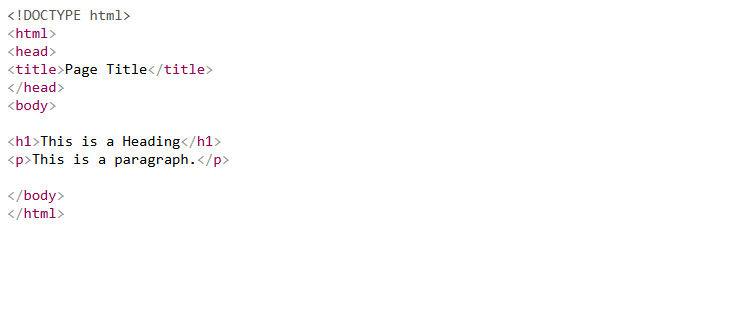 <!DOCTYPE html>
<html>
<head>
<title>Page Title</title>
</head>
<body>

<h1>This is a Heading</h1>
<p>This is a paragraph.</p>

</body>
</html>